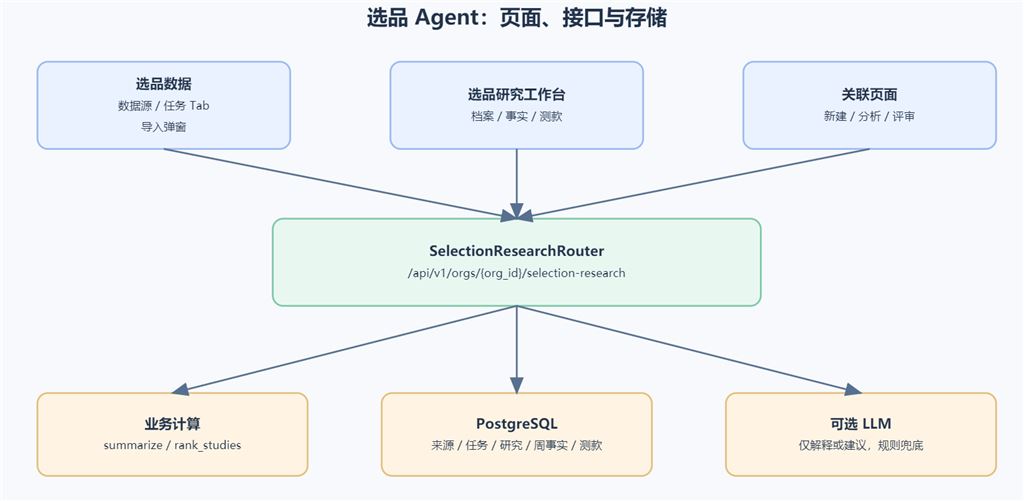 选品 Agent：页面、接口与存储
选品数据
数据源 / 任务 Tab
导入弹窗
选品研究工作台
档案 / 事实 / 测款
关联页面
新建 / 分析 / 评审
SelectionResearchRouter
/api/v1/orgs/{org_id}/selection-research
业务计算
summarize / rank_studies
PostgreSQL
来源 / 任务 / 研究 / 周事实 / 测款
可选 LLM
仅解释或建议，规则兜底